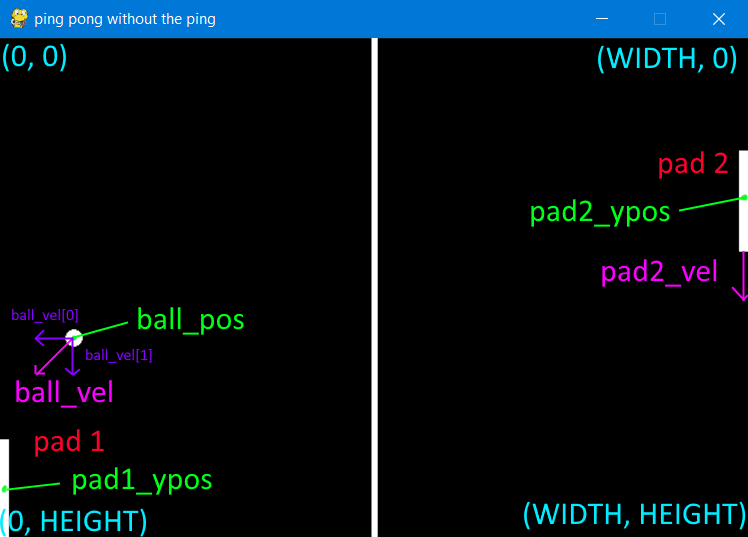 ping pong without the ping
(0, 0)
(WIDTH, 0)
pad 2
pad2_ypos
pad2_vel
ball_vel[0]
ball_pos
ball_vel[1]
ball_vel
pad 1
pad1_ypos
(0, HEIGHT)
(WIDTH, HEIGHT)